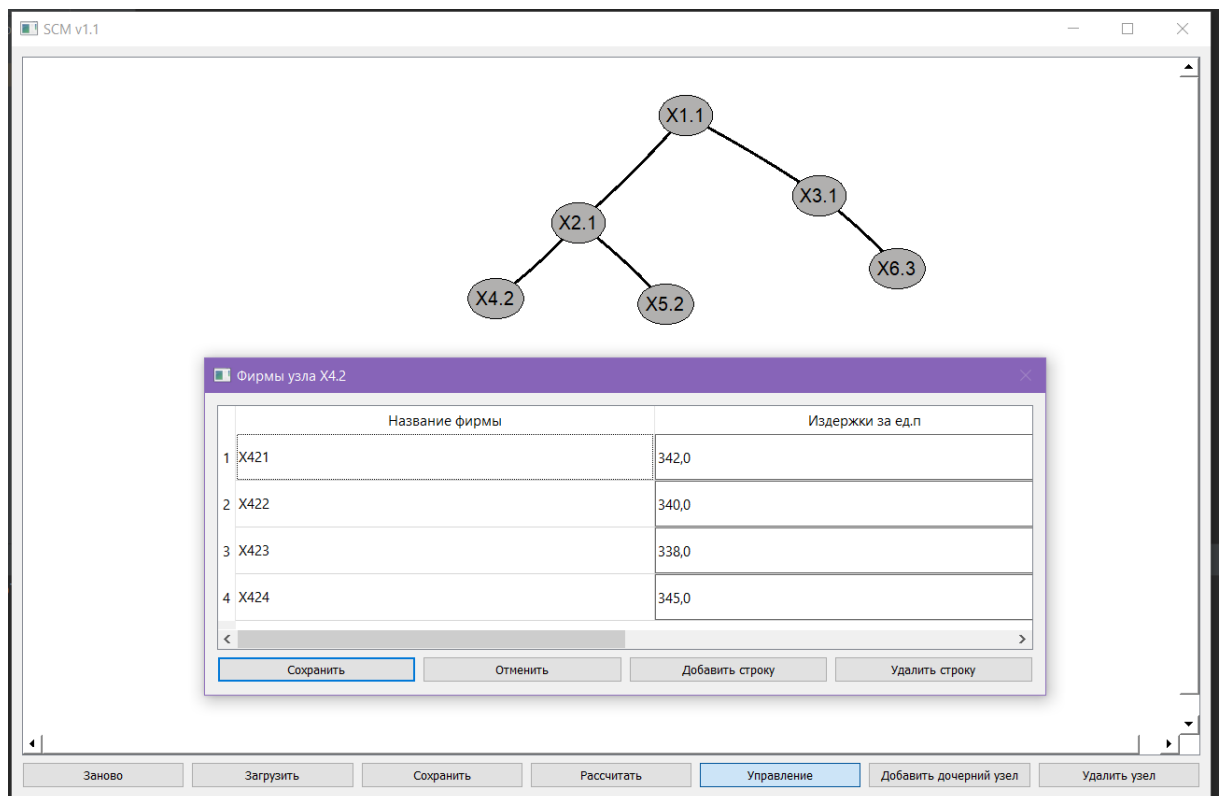 SCM v1.1
X1.1
X3.1
X2.1
X6.3
X4.2
X5.2
Фирмы узла X4.2
Название фирмы Издержки за ед.п
1 X421 342,0
2 X422 340,0
3 X423 338,0
4 X424 345,0
Сохранить Отменить Добавить строку Удалить строку
Заново Загрузить Сохранить Рассчитать Управление Добавить дочерний узел Удалить узел